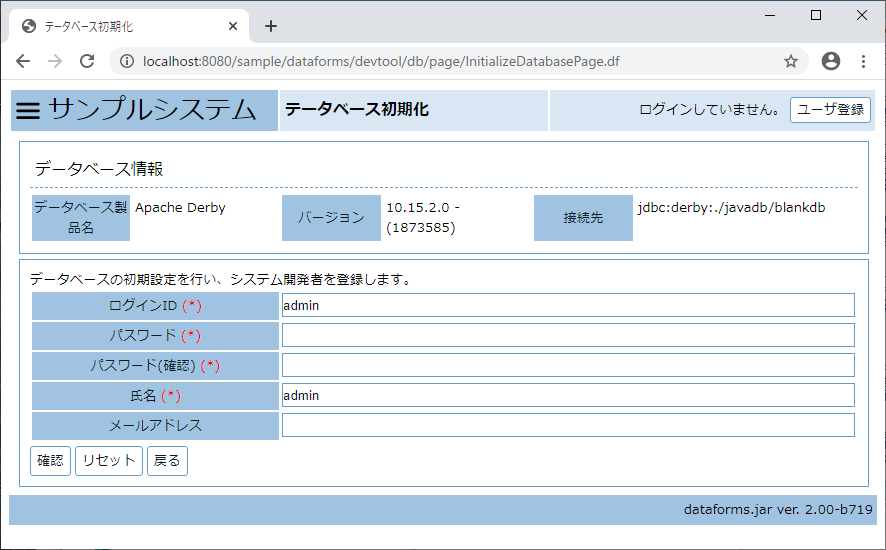 テータベース初期化
localhost:8080/sample/dataforms/devtool/db/page/InitializeDatabasePage.df
サンプルシステム
テータベース初期化
ログインしていません。
ユーザ登録
データベース情報
データベース製品名
Apache Derby
バージョン
10.15.2.0 -
(1873585)
接続先
jdbc:derby:./javadb/blankdb
データベースの初期設定を行い、システム開発者を登録します。
ログインID (*)
admin
パスワード (*)
パスワード(確認) (*)
氏名 (*)
admin
メールアドレス
確認 リセット 戻る
dataforms.jar ver. 2.00-b719